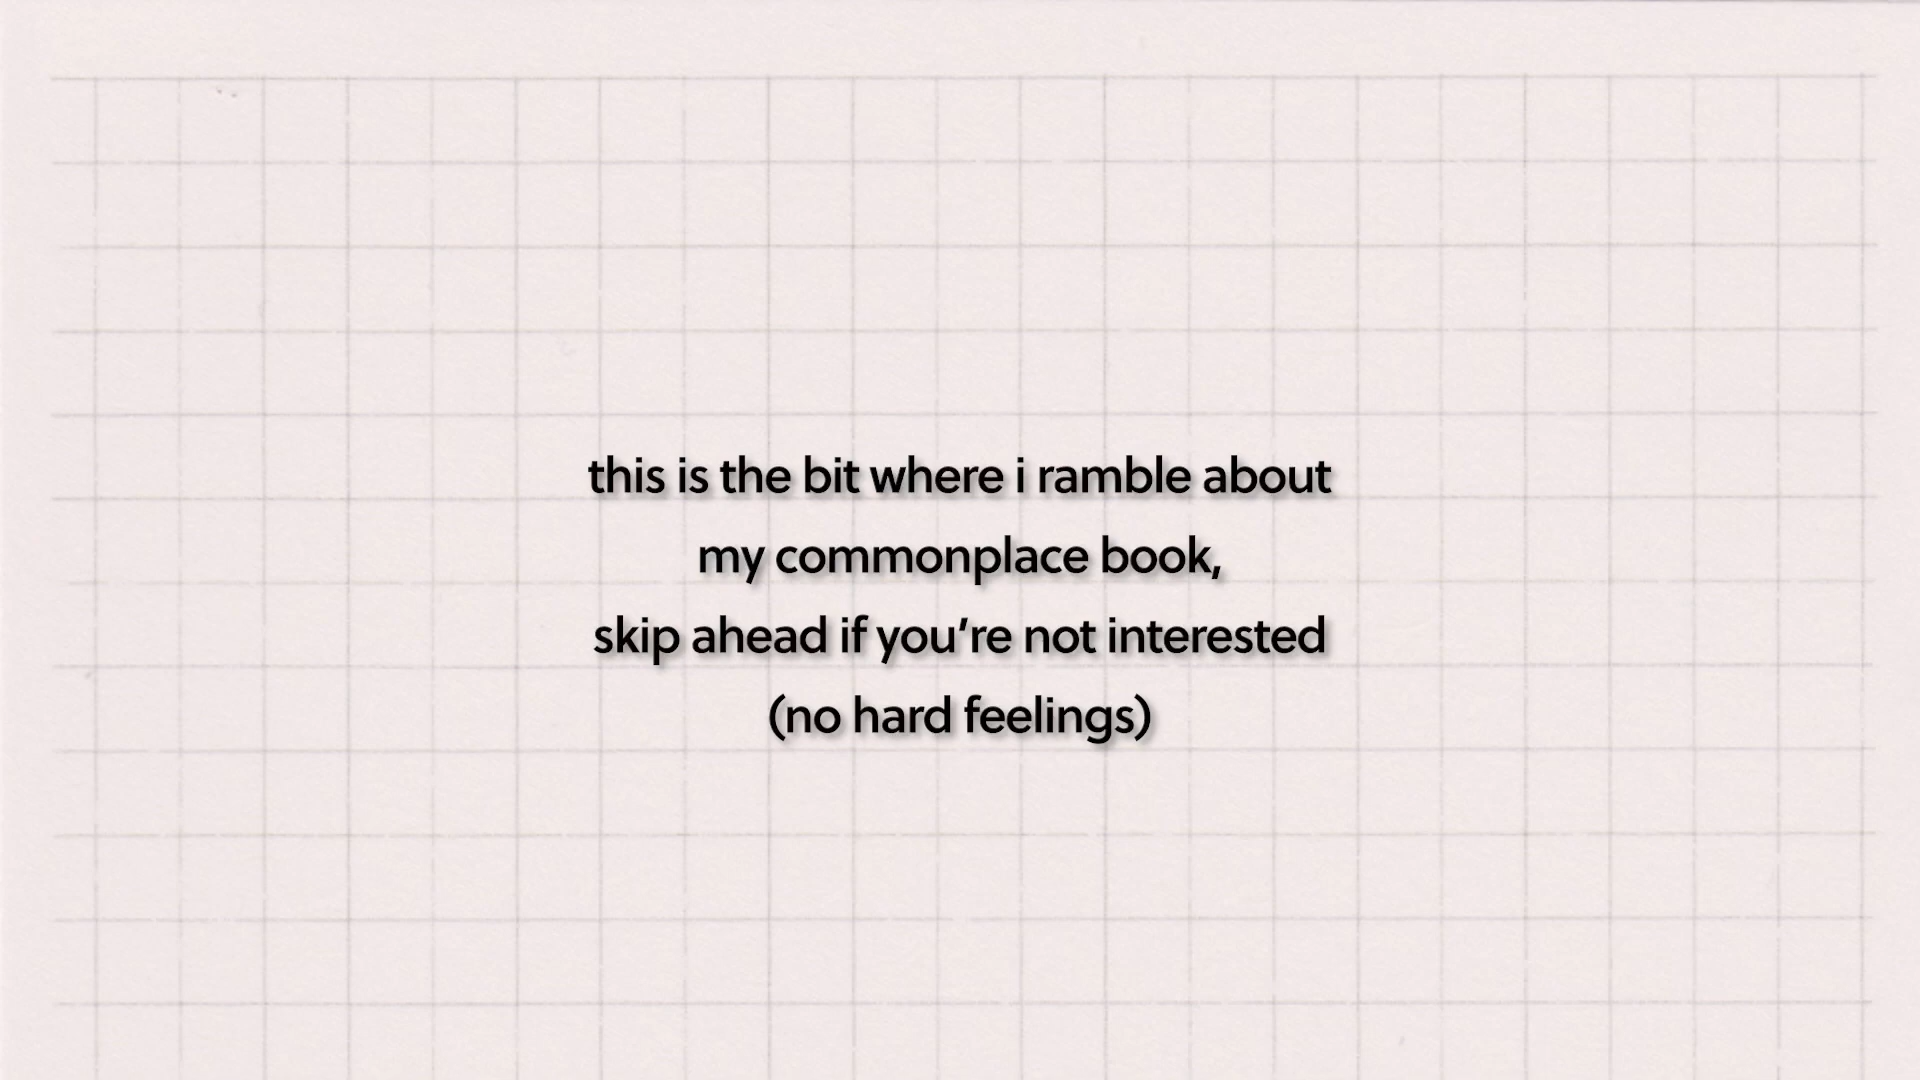 this is the bit where i ramble about
my commonplace book,
skip ahead if you’re not interested
(no hard feelings)